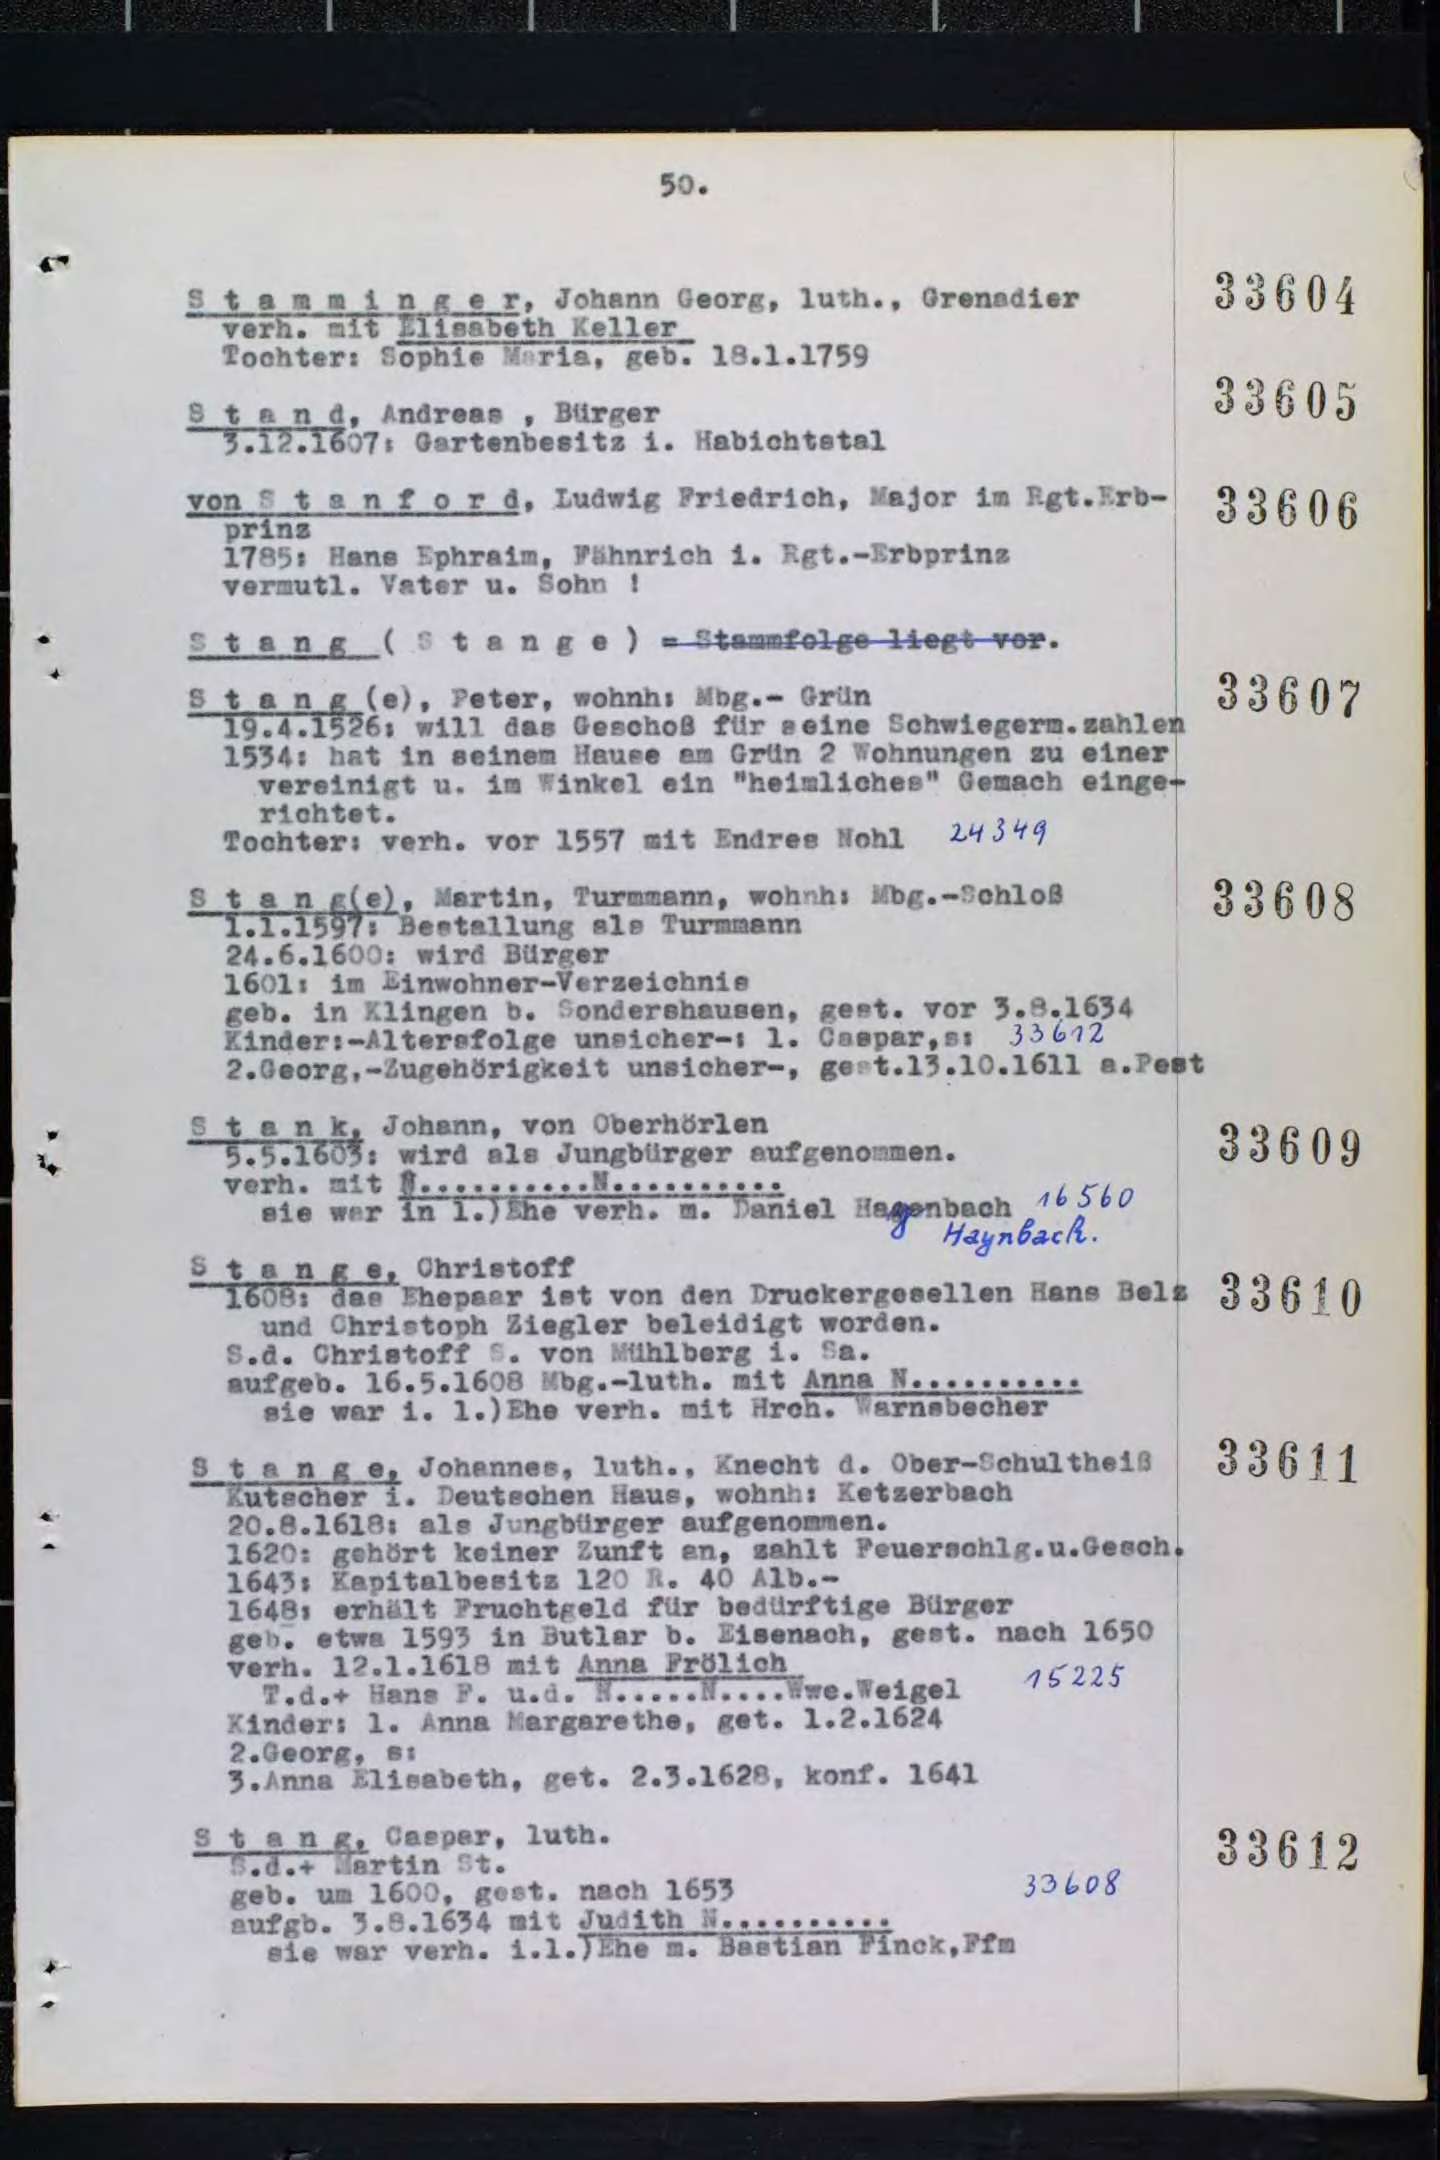 50.
S t a m m i n g e r, Johann Georg, luth., Grenadier 33604
verh. mit Elisabeth Keller
Tochter: Sophie Maria, geb. 18.1.1759
S t a n d, Andreas , Bürger 33605
3.12.1607: Gartenbesitz i. Habichtstal
von S t a n f o r d, Ludwig Friedrich, Major im Rgt.Erb- 33606
prinz
1785: Hans Ephraim, Fähnrich i. Rgt.-Erbprinz
vermutl. Vater u. Sohn !
S t a n g ( S t a n g e ) = Stammfolge liegt vor.
S t a n g (e), Peter, wohnh: Mbg.- Grün 33607
19.4.1526: will das Geschoß für seine Schwiegerm.zahlen
1534: hat in seinem Hause am Grün 2 Wohnungen zu einer
vereinigt u. im Winkel ein "heimliches" Gemach einge-
richtet.
Tochter: verh. vor 1557 mit Endres Nohl 24349
S t a n g(e), Martin, Turmmann, wohnh: Mbg.-Schloß 33608
1.1.1597: Bestallung als Turmmann
24.6.1600: wird Bürger
1601: im Einwohner-Verzeichnis
geb. in Klingen b. Sondershausen, gest. vor 3.8.1634
Kinder:-Altersfolge unsicher-: 1. Caspar,s: 33612
2.Georg,-Zugehörigkeit unsicher-, gest.13.10.1611 a.Pest
S t a n k, Johann, von Oberhörlen 33609
5.5.1603: wird als Jungbürger aufgenommen.
verh. mit N..........N..........
sie war in 1.)Ehe verh. m. Daniel Hagenbach 16560
Haynbach.
S t a n g e, Christoff 33610
1608: das Ehepaar ist von den Druckergesellen Hans Belz
und Christoph Ziegler beleidigt worden.
S.d. Christoff S. von Mühlberg i. Sa.
aufgeb. 16.5.1608 Mbg.-luth. mit Anna N..........
sie war i. 1.)Ehe verh. mit Hrch. Warnsbecher
S t a n g e, Johannes, luth., Knecht d. Ober-Schultheiß 33611
Kutscher i. Deutschen Haus, wohnh: Ketzerbach
20.8.1618: als Jungbürger aufgenommen.
1620: gehört keiner Zunft an, zahlt Feuerschlg.u.Gesch.
1643: Kapitalbesitz 120 R. 40 Alb.-
1648: erhält Fruchtgeld für bedürftige Bürger
geb. etwa 1593 in Butlar b. Eisenach, gest. nach 1650
verh. 12.1.1618 mit Anna Frölich 15225
T.d.+ Hans F. u.d. N.....N....Wwe.Weigel
Kinder: 1. Anna Margarethe, get. 1.2.1624
2.Georg, s:
3.Anna Elisabeth, get. 2.3.1628, konf. 1641
S t a n g, Caspar, luth. 33612
S.d.+ Martin St.
geb. um 1600, gest. nach 1653 33608
aufgb. 3.8.1634 mit Judith N..........
sie war verh. i.1.)Ehe m. Bastian Finck,Ffm